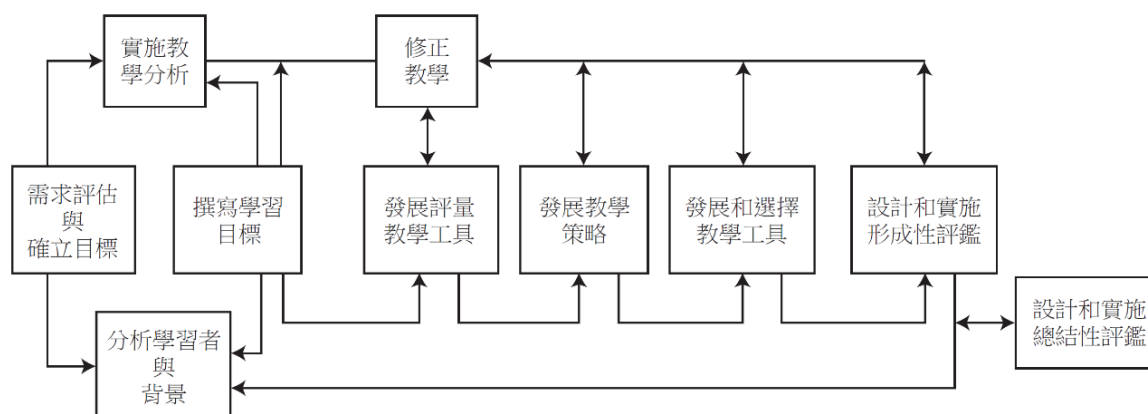 實施教
學分析
修正
教學
需求評估
與
確立目標
撰寫學習
目標
發展評量
教學工具
發展教學
策略
發展和選擇
教學工具
設計和實施
形成性評鑑
設計和實施
總結性評鑑
分析學習者
與
背景